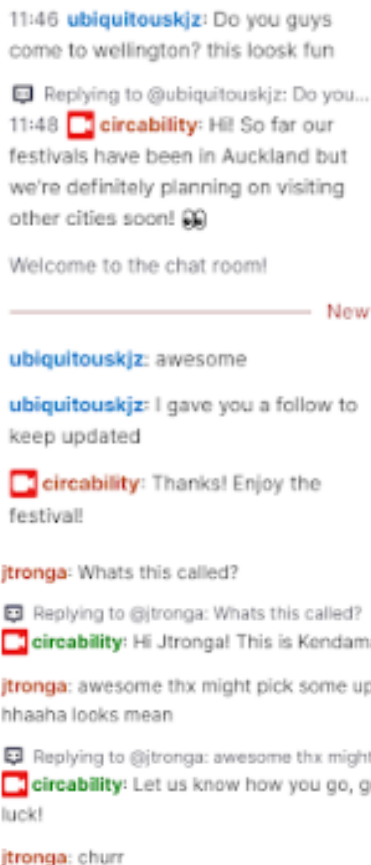 11:46 ubiquitouskjz: Do you guys
come to wellington? this loosk fun
Replying to @ubiquitouskjz: Do you...
11:48 circability: Hi! So far our
festivals have been in Auckland but
we're definitely planning on visiting
other cities soon! 👀
Welcome to the chat room!
New
ubiquitouskjz: awesome
ubiquitouskjz: I gave you a follow to
keep updated
circability: Thanks! Enjoy the
festival!
jtronga: Whats this called?
Replying to @jtronga: Whats this called?
circability: Hi Jtronga! This is Kendam
jtronga: awesome thx might pick some up
hhaaha looks mean
Replying to @jtronga: awesome thx might
circability: Let us know how you go, g
luck!
jtronga: churr